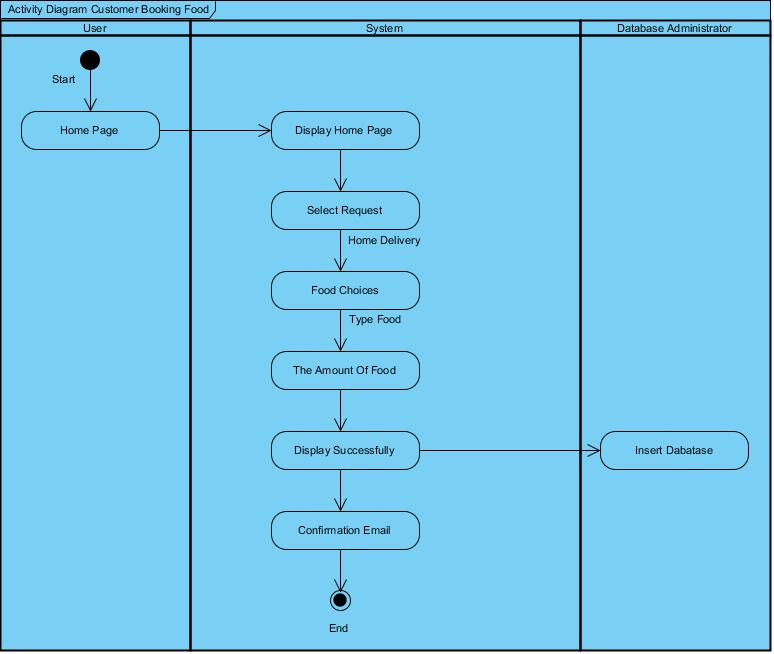 Activity Diagram Customer Booking Food
User
System
Database Administrator
Start
Home Page
Display Home Page
Select Request
Home Delivery
Food Choices
Type Food
The Amount Of Food
Display Successfully
Insert Dabatase
Confirmation Email
End